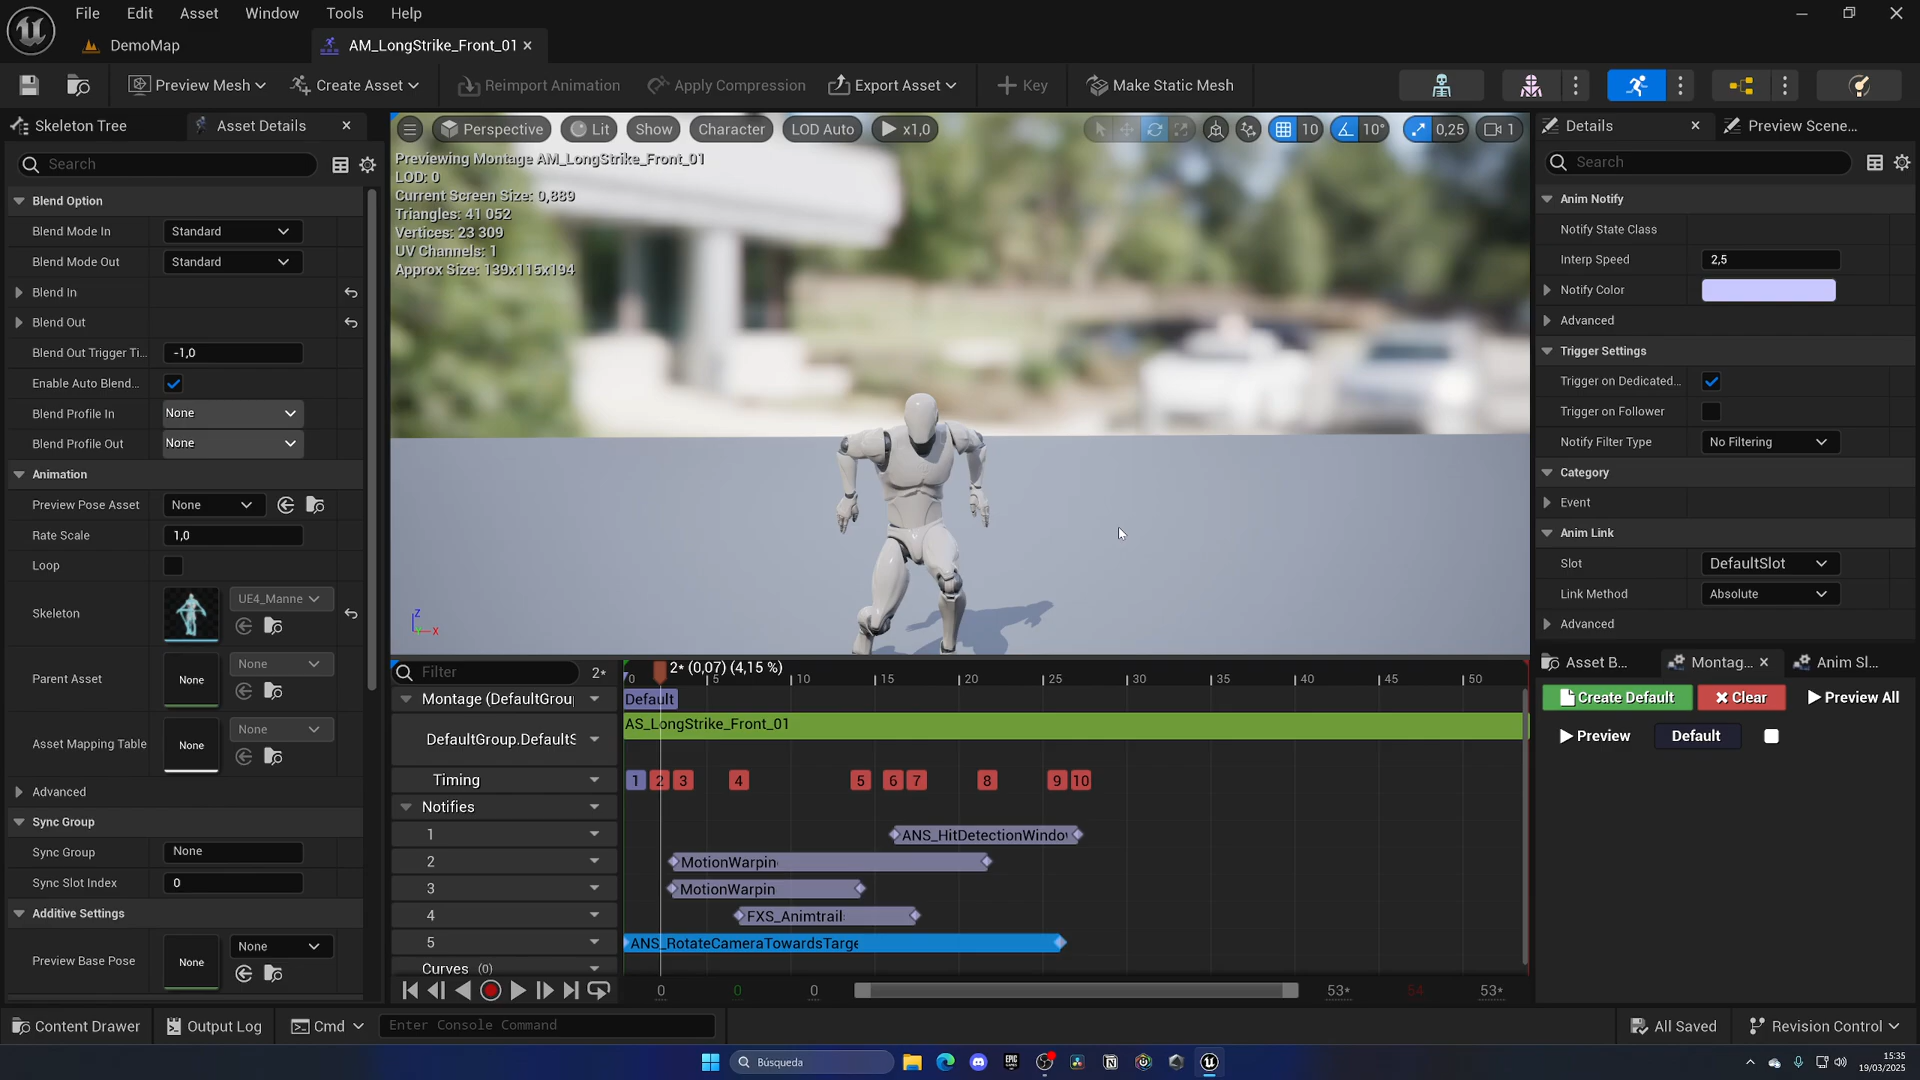 File Edit Asset Window Tools Help
DemoMap AM_LongStrike_Front_01
Preview Mesh Create Asset Reimport Animation Apply Compression Export Asset Key Make Static Mesh
Skeleton Tree Asset Details
Search
Blend Option
Blend Mode In Standard
Blend Mode Out Standard
Blend In
Blend Out
Blend Out Trigger Ti... -1,0
Enable Auto Blend...
Blend Profile In None
Blend Profile Out None
Animation
Preview Pose Asset None
Rate Scale 1,0
Loop
Skeleton UE4_Manne
Parent Asset None None
Asset Mapping Table None None
Advanced
Sync Group
Sync Group None
Sync Slot Index 0
Additive Settings
Preview Base Pose None None
Perspective Lit Show Character LOD Auto x1,0 10 10° 0,25 1
Previewing Montage AM_LongStrike_Front_01
LOD: 0
Current Screen Size: 0,889
Triangles: 41 052
Vertices: 23 309
UV Channels: 1
Approx Size: 139x115x194
Z
X
Filter 2* 2* (0,07) (4,15 %)
0 5 10 15 20 25 30 35 40 45 50
Montage (DefaultGrou Default
AS_LongStrike_Front_01
DefaultGroup.DefaultS
Timing 1 2 3 4 5 6 7 8 9 10
Notifies
1 ANS_HitDetectionWindo
2 MotionWarpin
3 MotionWarpin
4 FXS_Animtrail
5 ANS_RotateCameraTowardsTarge
Curves (0)
0 0 0 53* 54 53*
Details Preview Scene...
Search
Anim Notify
Notify State Class
Interp Speed 2,5
Notify Color
Advanced
Trigger Settings
Trigger on Dedicated...
Trigger on Follower
Notify Filter Type No Filtering
Category
Event
Anim Link
Slot DefaultSlot
Link Method Absolute
Advanced
Asset B... Montag... Anim Sl...
Create Default Clear Preview All
Preview Default
Content Drawer Output Log Cmd Enter Console Command All Saved Revision Control
Búsqueda
EPIC
15:35
19/03/2025